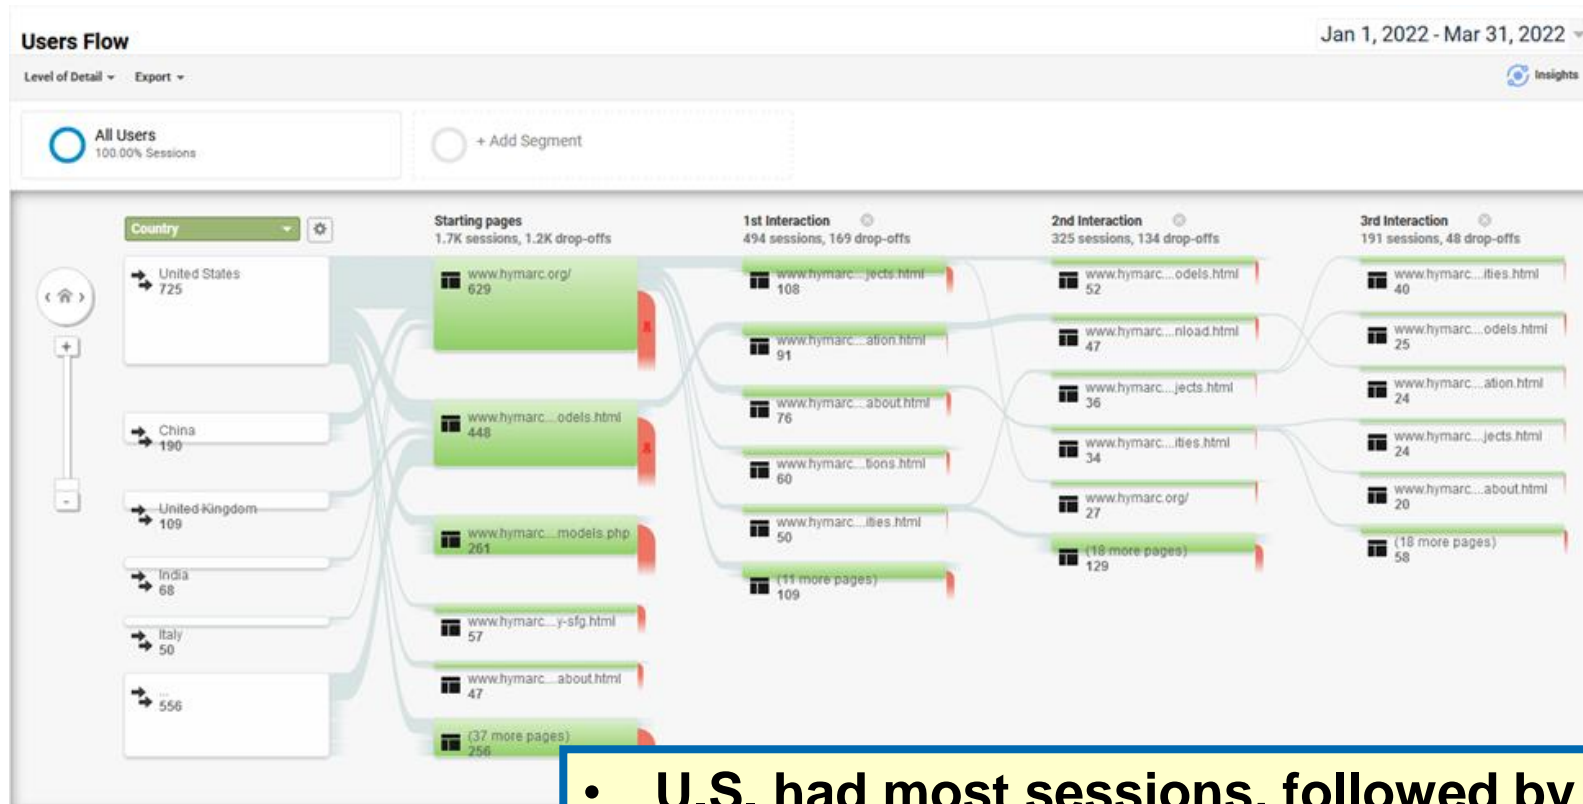 Users Flow
Jan 1, 2022 - Mar 31, 2022
Level of Detail
Export
Insights
All Users
100.00% Sessions
+ Add Segment
Country
Starting pages
1.7K sessions, 1.2K drop-offs
1st Interaction
494 sessions, 169 drop-offs
2nd Interaction
325 sessions, 134 drop-offs
3rd Interaction
191 sessions, 48 drop-offs
United States
725
China
190
United Kingdom
109
India
68
Italy
50
...
556
www.hymarc.org/
629
www.hymarc...odels.html
448
www.hymarc....models.php
261
www.hymarc....y-sfg.html
57
www.hymarc...about.html
47
(37 more pages)
256
www.hymarc....jects.html
108
www.hymarc...ation.html
91
www.hymarc...about.html
76
www.hymarc....tions.html
60
www.hymarc....ities.html
50
(11 more pages)
109
www.hymarc...odels.html
52
www.hymarc...nload.html
47
www.hymarc....jects.html
36
www.hymarc....ities.html
34
www.hymarc.org/
27
(18 more pages)
129
www.hymarc....ities.html
40
www.hymarc...odels.html
25
www.hymarc...ation.html
24
www.hymarc....jects.html
24
www.hymarc...about.html
20
(18 more pages)
58
• U.S. had most sessions, followed by